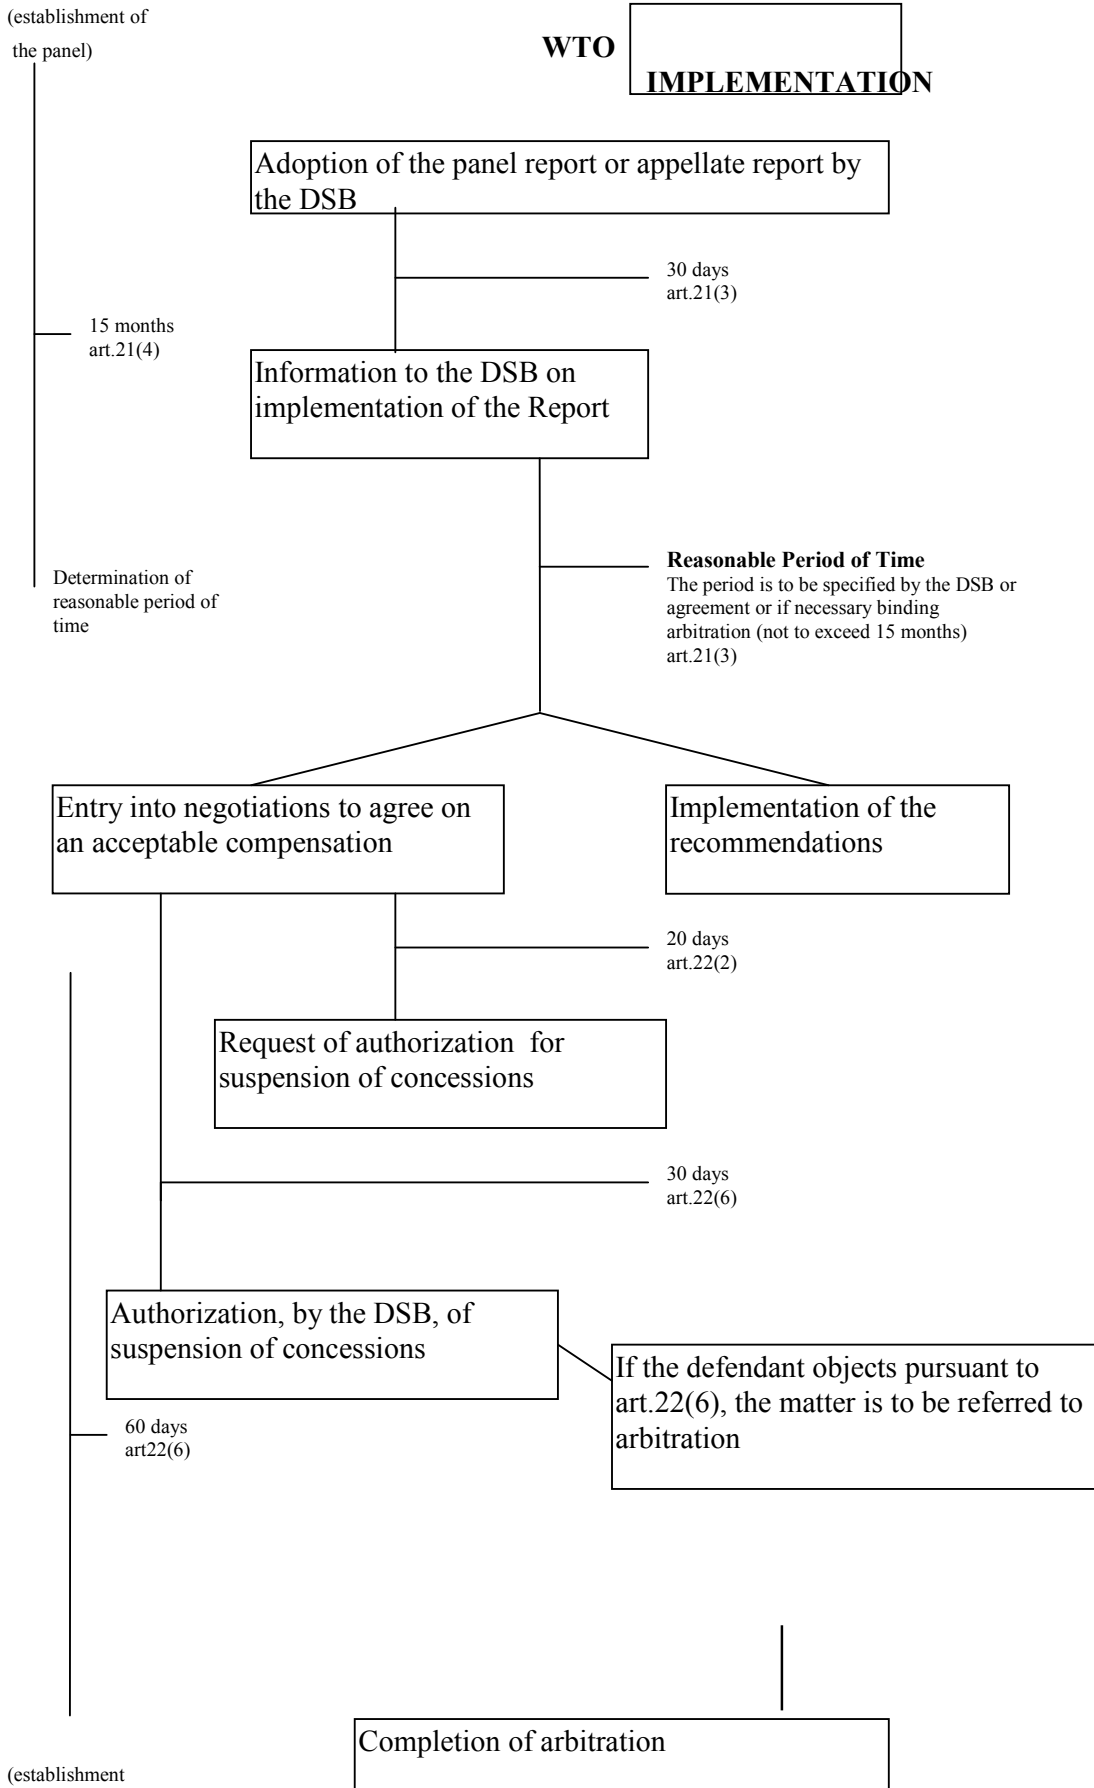 (establishment of
the panel)
WTO
IMPLEMENTATION
Adoption of the panel report or appellate report by
the DSB
30 days
art.21(3)
15 months
art.21(4)
Information to the DSB on
implementation of the Report
Reasonable Period of Time
The period is to be specified by the DSB or
agreement or if necessary binding
arbitration (not to exceed 15 months)
art.21(3)
Determination of
reasonable period of
time
Entry into negotiations to agree on
an acceptable compensation
Implementation of the
recommendations
20 days
art.22(2)
Request of authorization  for
suspension of concessions
30 days
art.22(6)
Authorization, by the DSB, of
suspension of concessions
If the defendant objects pursuant to
art.22(6), the matter is to be referred to
arbitration
60 days
art22(6)
Completion of arbitration
(establishment